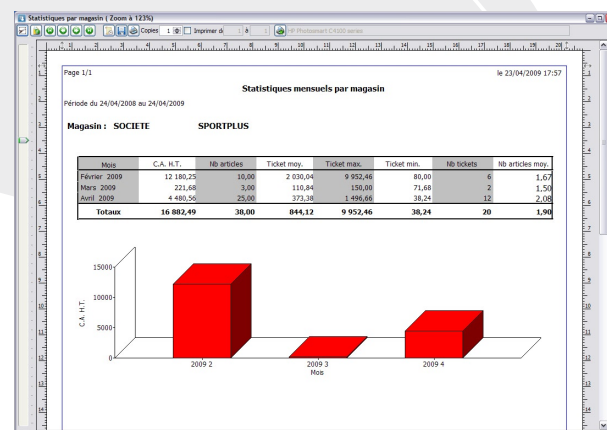 Statistiques par magasin ( Zoom à 123%)
Copies 1 Imprimer de 1 à 1 HP Photosmart C4100 series
Page 1/1 le 23/04/2009 17:57
Statistiques mensuels par magasin
Période du 24/04/2008 au 24/04/2009
Magasin : SOCIETE SPORTPLUS
Mois C.A. H.T. Nb articles Ticket moy. Ticket max. Ticket min. Nb tickets Nb articles moy.
Février 2009 12 180,25 10,00 2 030,04 9 952,46 80,00 6 1,67
Mars 2009 221,68 3,00 110,84 150,00 71,68 2 1,50
Avril 2009 4 480,56 25,00 373,38 1 496,66 38,24 12 2,08
Totaux 16 882,49 38,00 844,12 9 952,46 38,24 20 1,90
15000
10000
5000
0
C.A. H.T.
2009 2 2009 3 2009 4
Mois